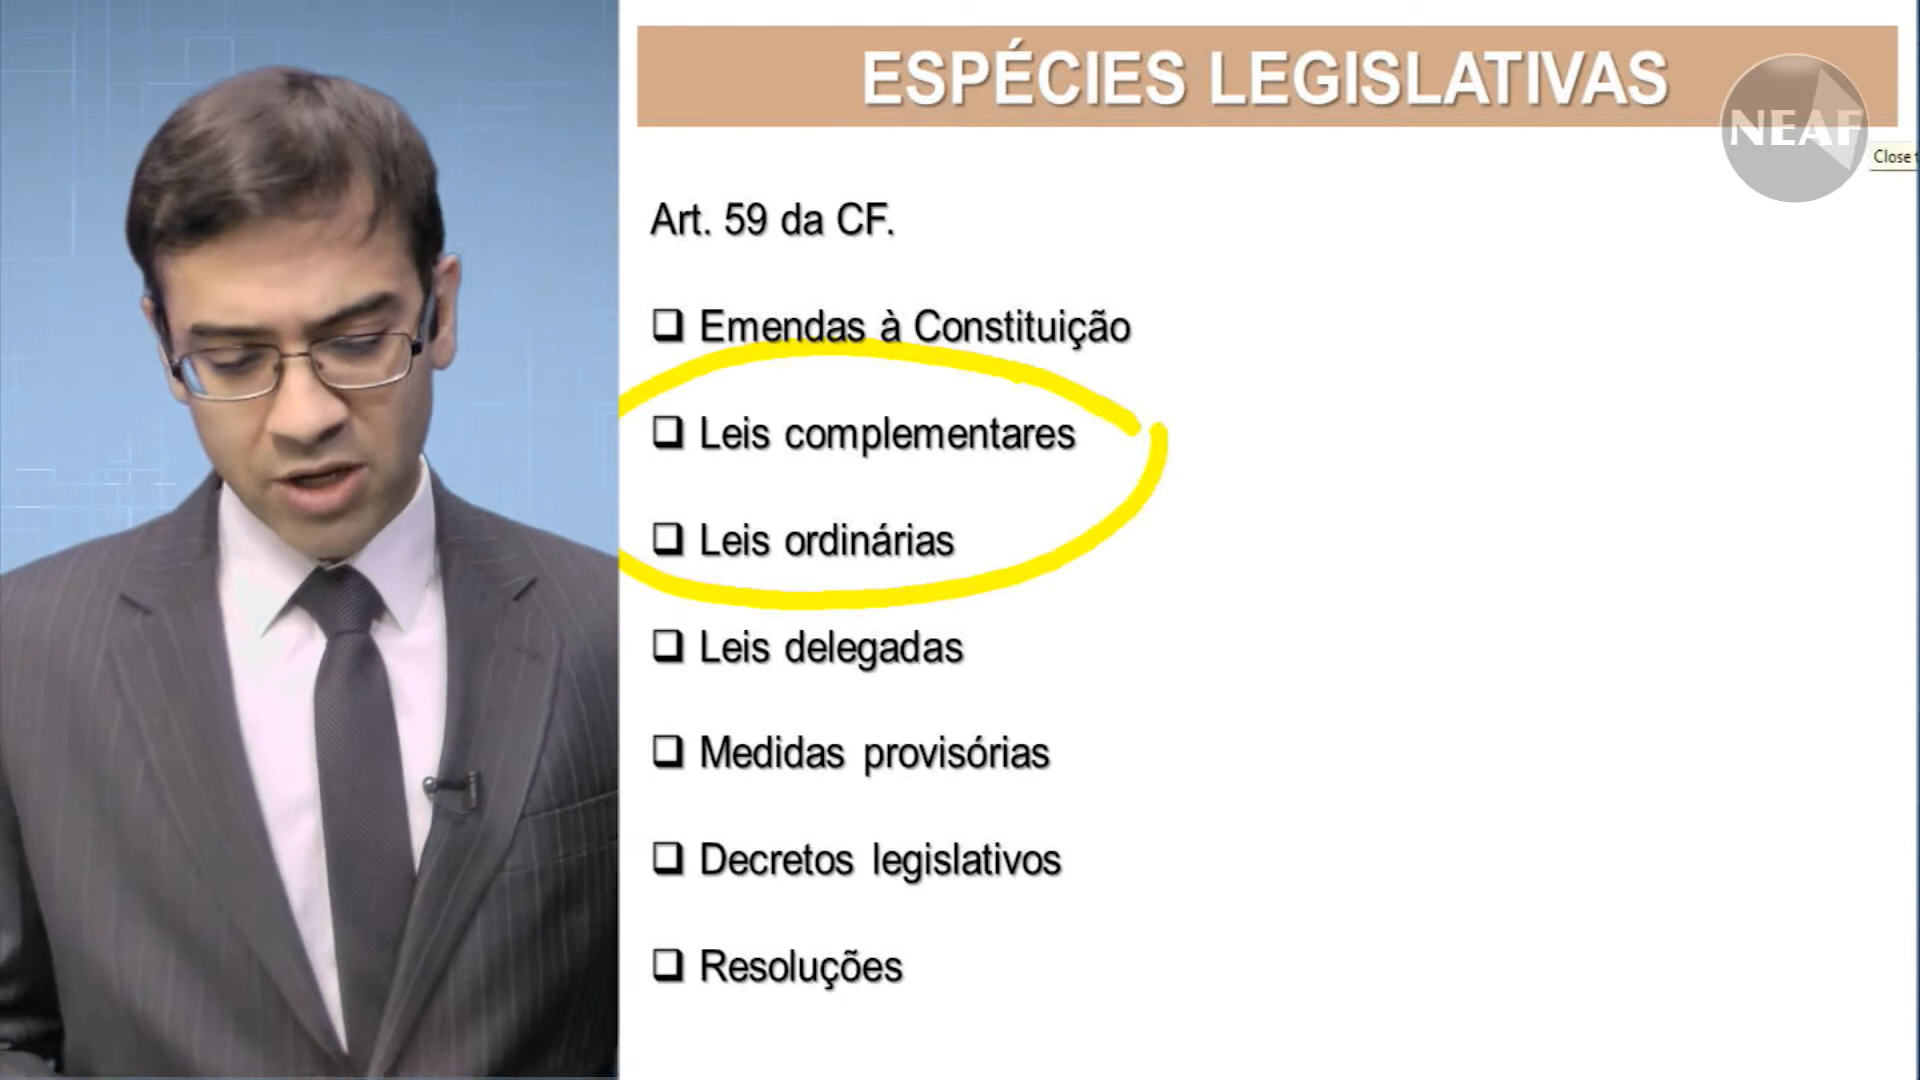 ESPÉCIES LEGISLATIVAS
NEAF
Close
Art. 59 da CF.
Emendas à Constituição
Leis complementares
Leis ordinárias
Leis delegadas
Medidas provisórias
Decretos legislativos
Resoluções